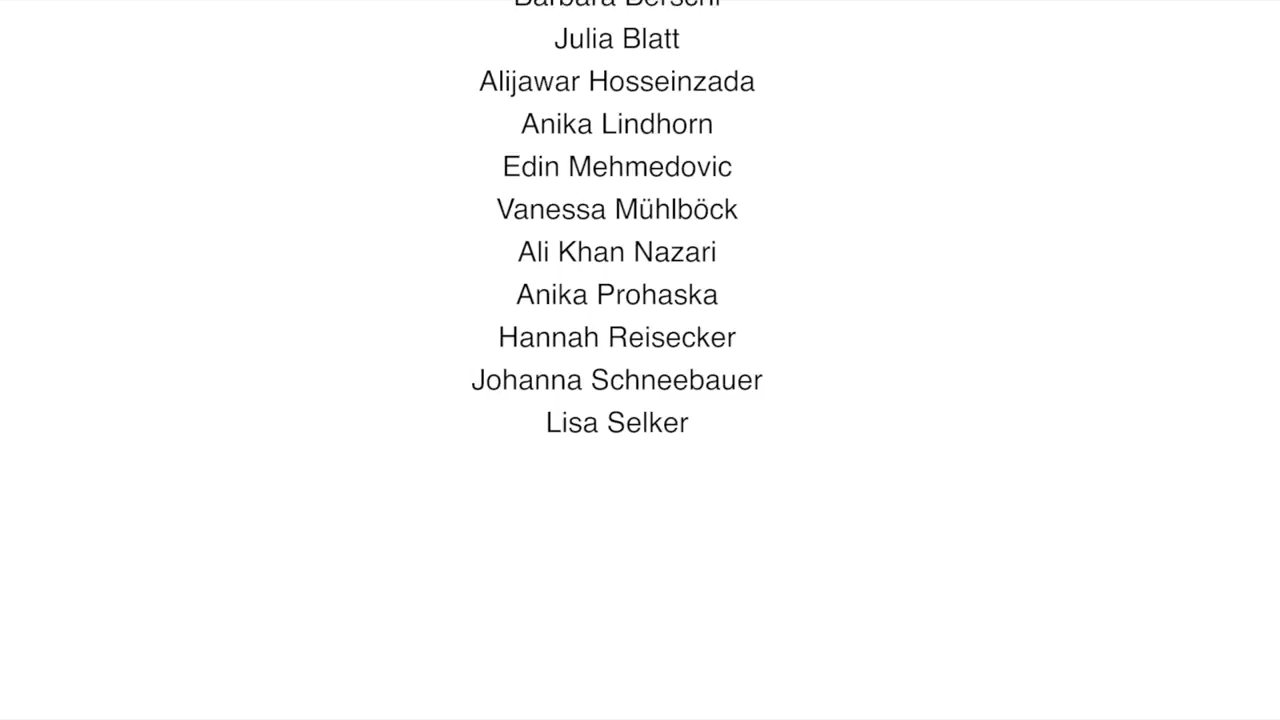 Julia Blatt
Alijawar Hosseinzada
Anika Lindhorn
Edin Mehmedovic
Vanessa Mühlböck
Ali Khan Nazari
Anika Prohaska
Hannah Reisecker
Johanna Schneebauer
Lisa Selker